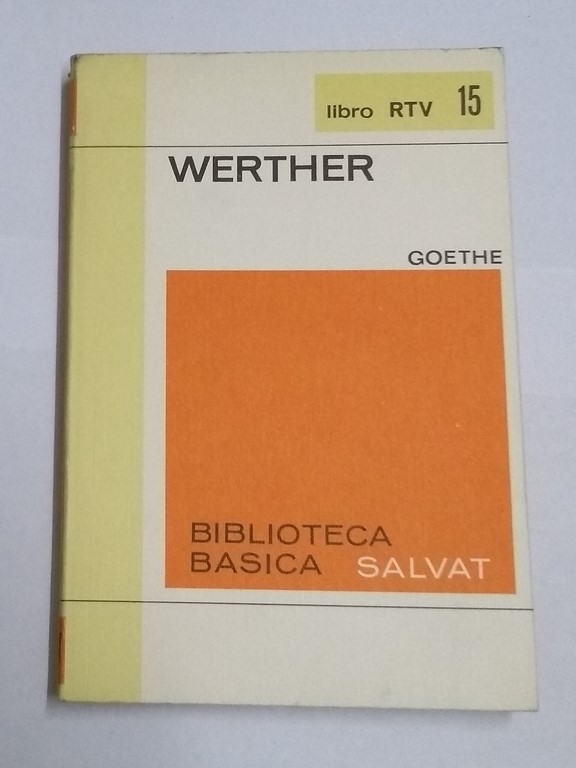 libro RTV 15
WERTHER
GOETHE
BIBLIOTECA
BASICA SALVAT